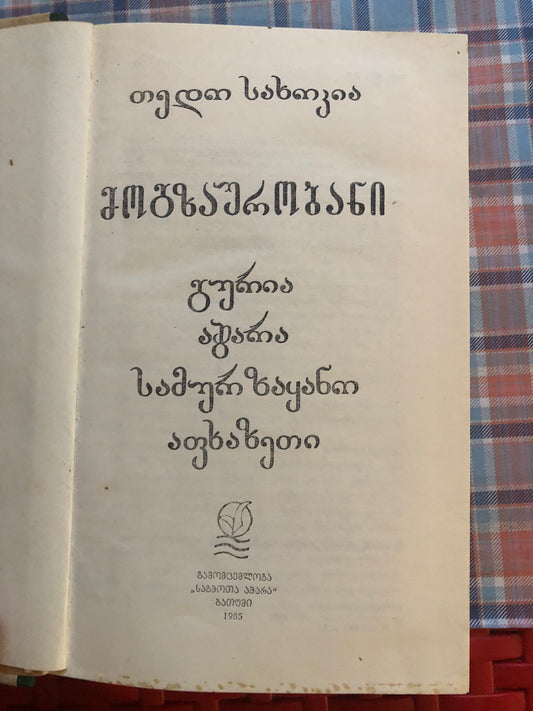 თედო სახოკია
მოგზაურობანი
გურია
აჭარა
სამურზაყანო
აფხაზეთი
გამომცემლობა
„საბჭოთა აჭარა“
ბათუმი
1985